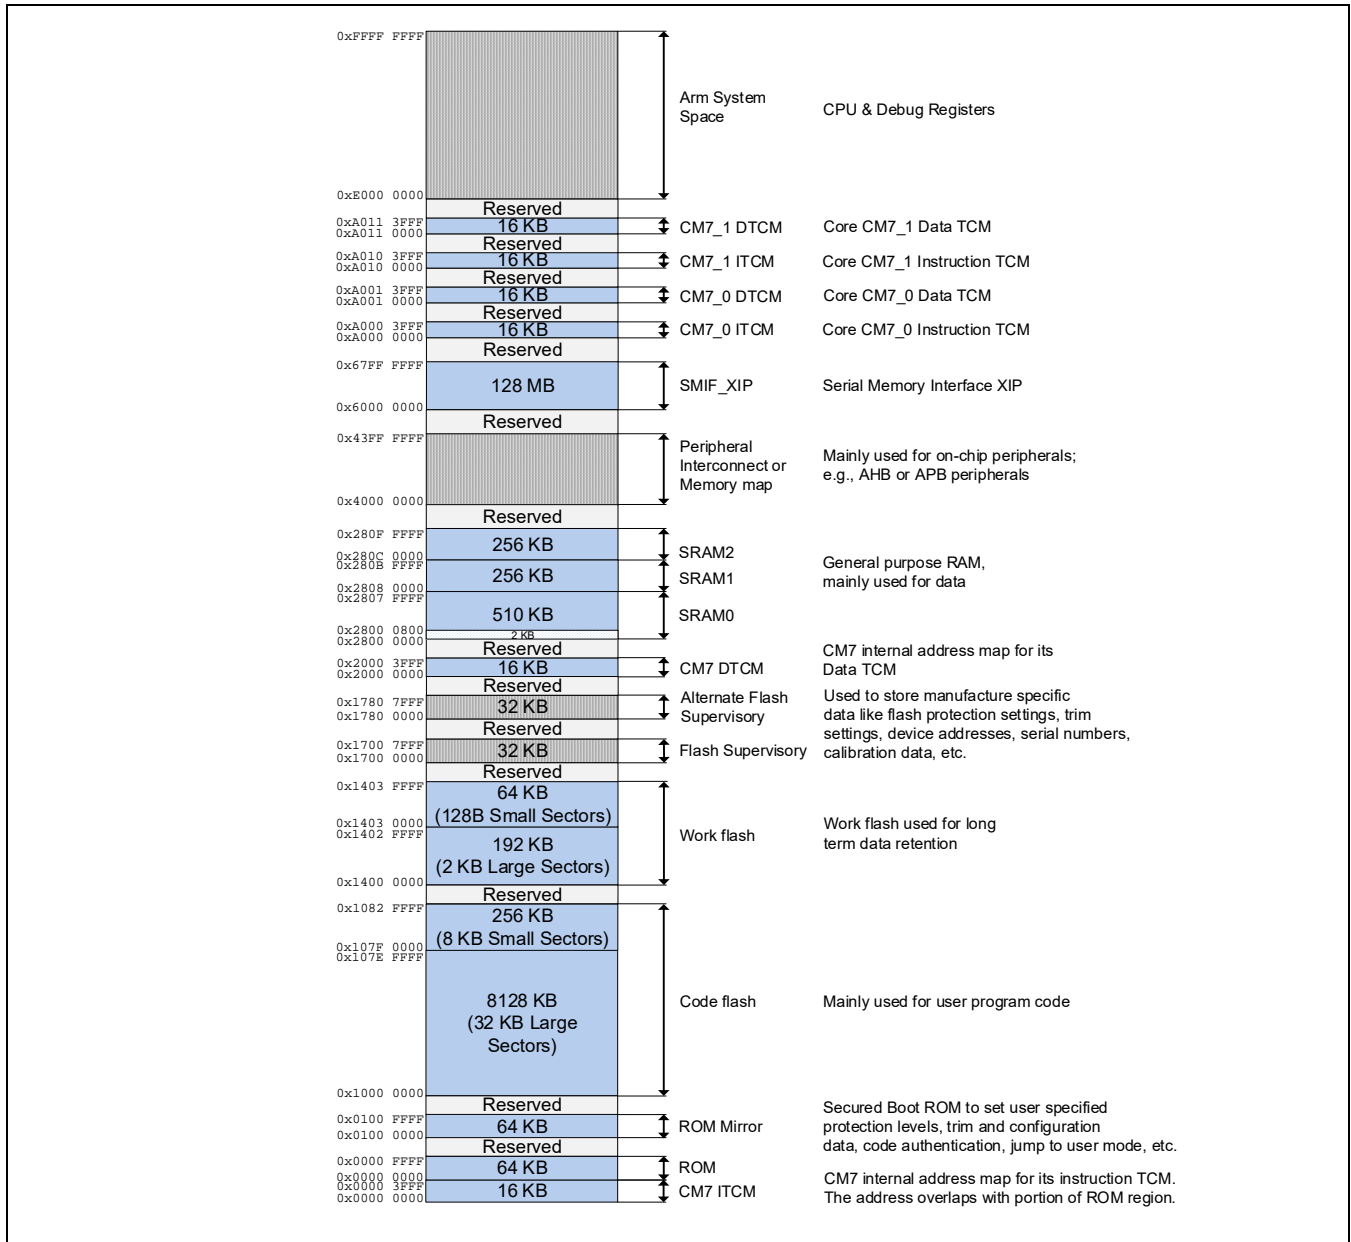 0xFFFF FFFF
Arm System
Space
CPU & Debug Registers
0xE000 0000
Reserved
0xA011 3FFF
16 KB
CM7_1 DTCM
Core CM7_1 Data TCM
0xA011 0000
Reserved
0xA010 3FFF
16 KB
CM7_1 ITCM
Core CM7_1 Instruction TCM
0xA010 0000
Reserved
0xA001 3FFF
16 KB
CM7_0 DTCM
Core CM7_0 Data TCM
0xA001 0000
Reserved
0xA000 3FFF
16 KB
CM7_0 ITCM
Core CM7_0 Instruction TCM
0xA000 0000
Reserved
0x67FF FFFF
128 MB
SMIF_XIP
Serial Memory Interface XIP
0x6000 0000
Reserved
0x43FF FFFF
Peripheral
Interconnect or
Memory map
Mainly used for on-chip peripherals;
e.g., AHB or APB peripherals
0x4000 0000
Reserved
0x280F FFFF
256 KB
SRAM2
0x280C 0000
0x280B FFFF
256 KB
SRAM1
General purpose RAM,
mainly used for data
0x2808 0000
0x2807 FFFF
510 KB
SRAM0
0x2800 0800
2 KB
0x2800 0000
Reserved
0x2000 3FFF
16 KB
CM7 DTCM
CM7 internal address map for its
Data TCM
0x2000 0000
Reserved
0x1780 7FFF
32 KB
Alternate Flash
Supervisory
0x1780 0000
Used to store manufacture specific
data like flash protection settings, trim
settings, device addresses, serial numbers,
calibration data, etc.
Reserved
0x1700 7FFF
32 KB
Flash Supervisory
0x1700 0000
Reserved
0x1403 FFFF
64 KB
(128B Small Sectors)
0x1403 0000
0x1402 FFFF
Work flash
Work flash used for long
term data retention
192 KB
(2 KB Large Sectors)
0x1400 0000
Reserved
0x1082 FFFF
256 KB
(8 KB Small Sectors)
0x107F 0000
0x107E FFFF
8128 KB
(32 KB Large
Sectors)
Code flash
Mainly used for user program code
0x1000 0000
Reserved
0x0100 FFFF
64 KB
ROM Mirror
0x0100 0000
Secured Boot ROM to set user specified
protection levels, trim and configuration
data, code authentication, jump to user mode, etc.
Reserved
0x0000 FFFF
64 KB
ROM
0x0000 0000
0x0000 3FFF
16 KB
CM7 ITCM
0x0000 0000
CM7 internal address map for its instruction TCM.
The address overlaps with portion of ROM region.